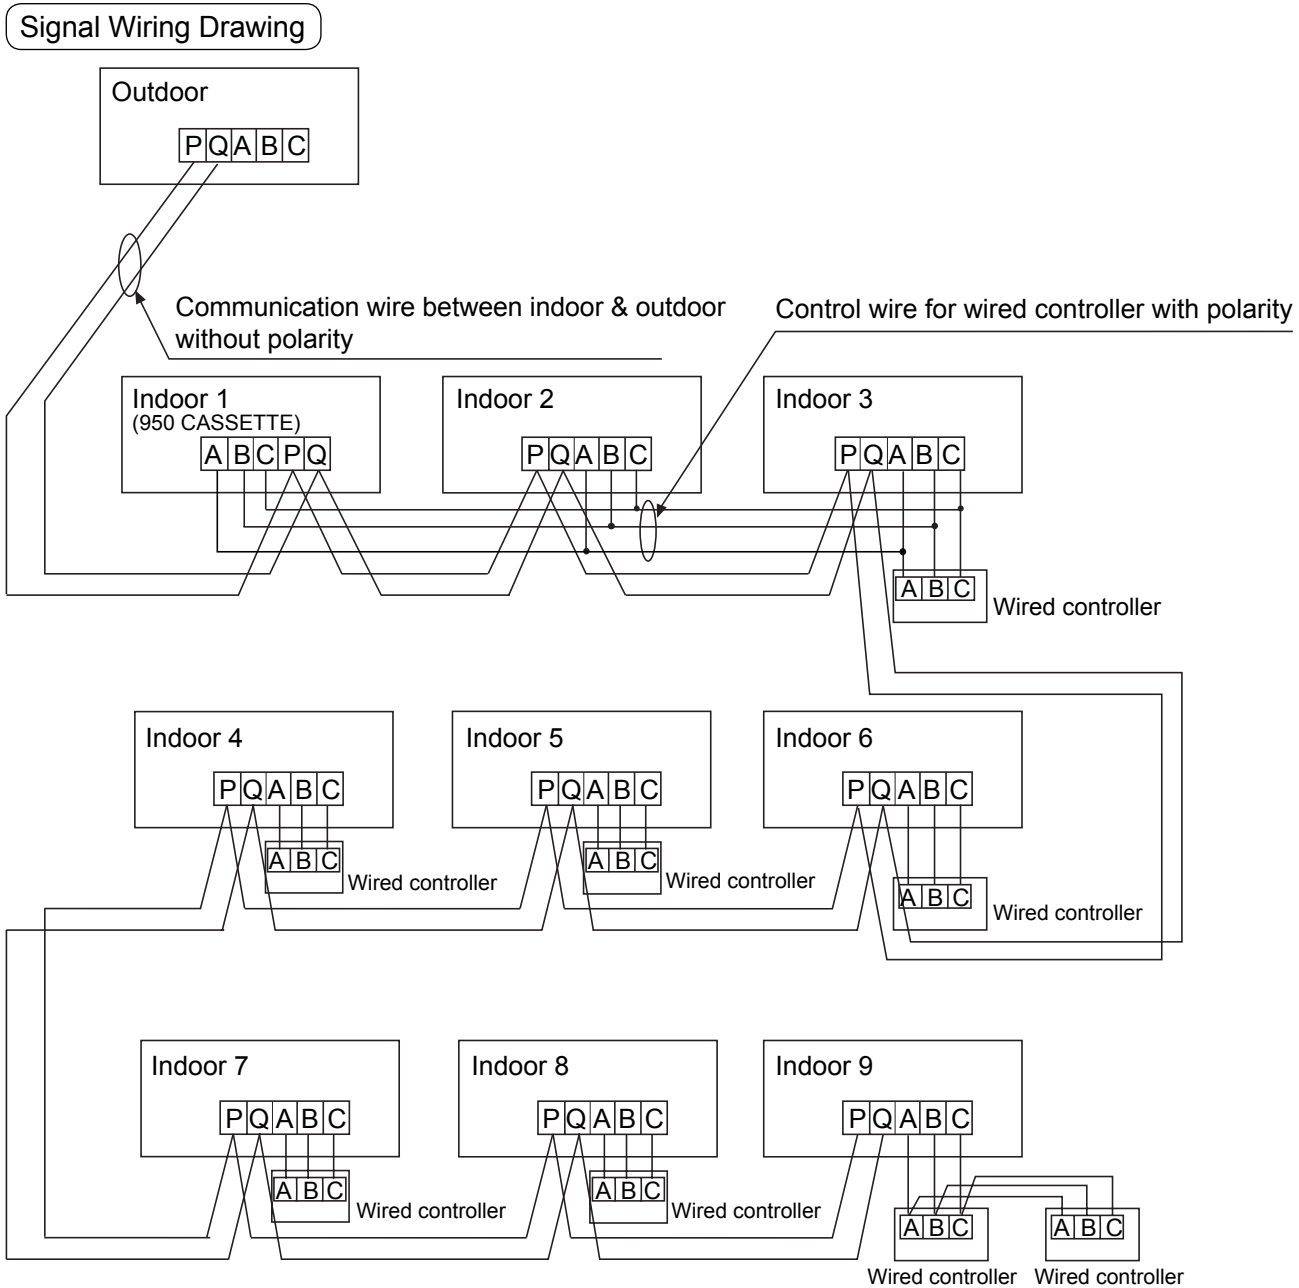 Signal Wiring Drawing
Outdoor
P Q A B C
Communication wire between indoor & outdoor
without polarity
Control wire for wired controller with polarity
Indoor 1
(950 CASSETTE)
A B C P Q
Indoor 2
P Q A B C
Indoor 3
P Q A B C
A B C
Wired controller
Indoor 4
P Q A B C
A B C
Wired controller
Indoor 5
P Q A B C
A B C
Wired controller
Indoor 6
P Q A B C
A B C
Wired controller
Indoor 7
P Q A B C
A B C
Wired controller
Indoor 8
P Q A B C
A B C
Wired controller
Indoor 9
P Q A B C
A B C
Wired controller
A B C
Wired controller